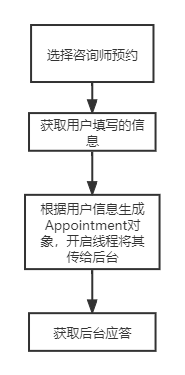 选择咨询师预约
获取用户填写的信
息
根据用户信息生成
Appointment对
象，开启线程将其
传给后台
获取后台应答